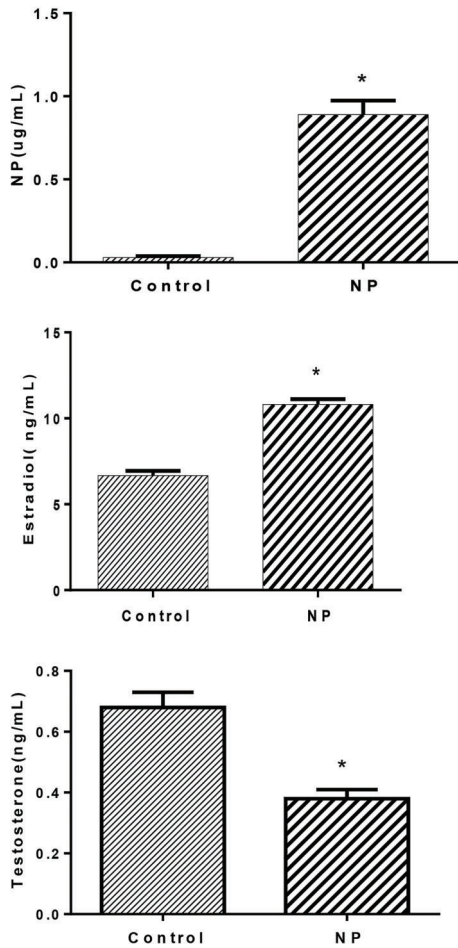 NP(ug/mL)
1.5
1.0
0.5
0.0
*
Control NP
Estradiol( ng/mL)
15
10
5
0
*
Control NP
Testosterone(ng/mL)
0.8
0.6
0.4
0.2
0.0
*
Control NP